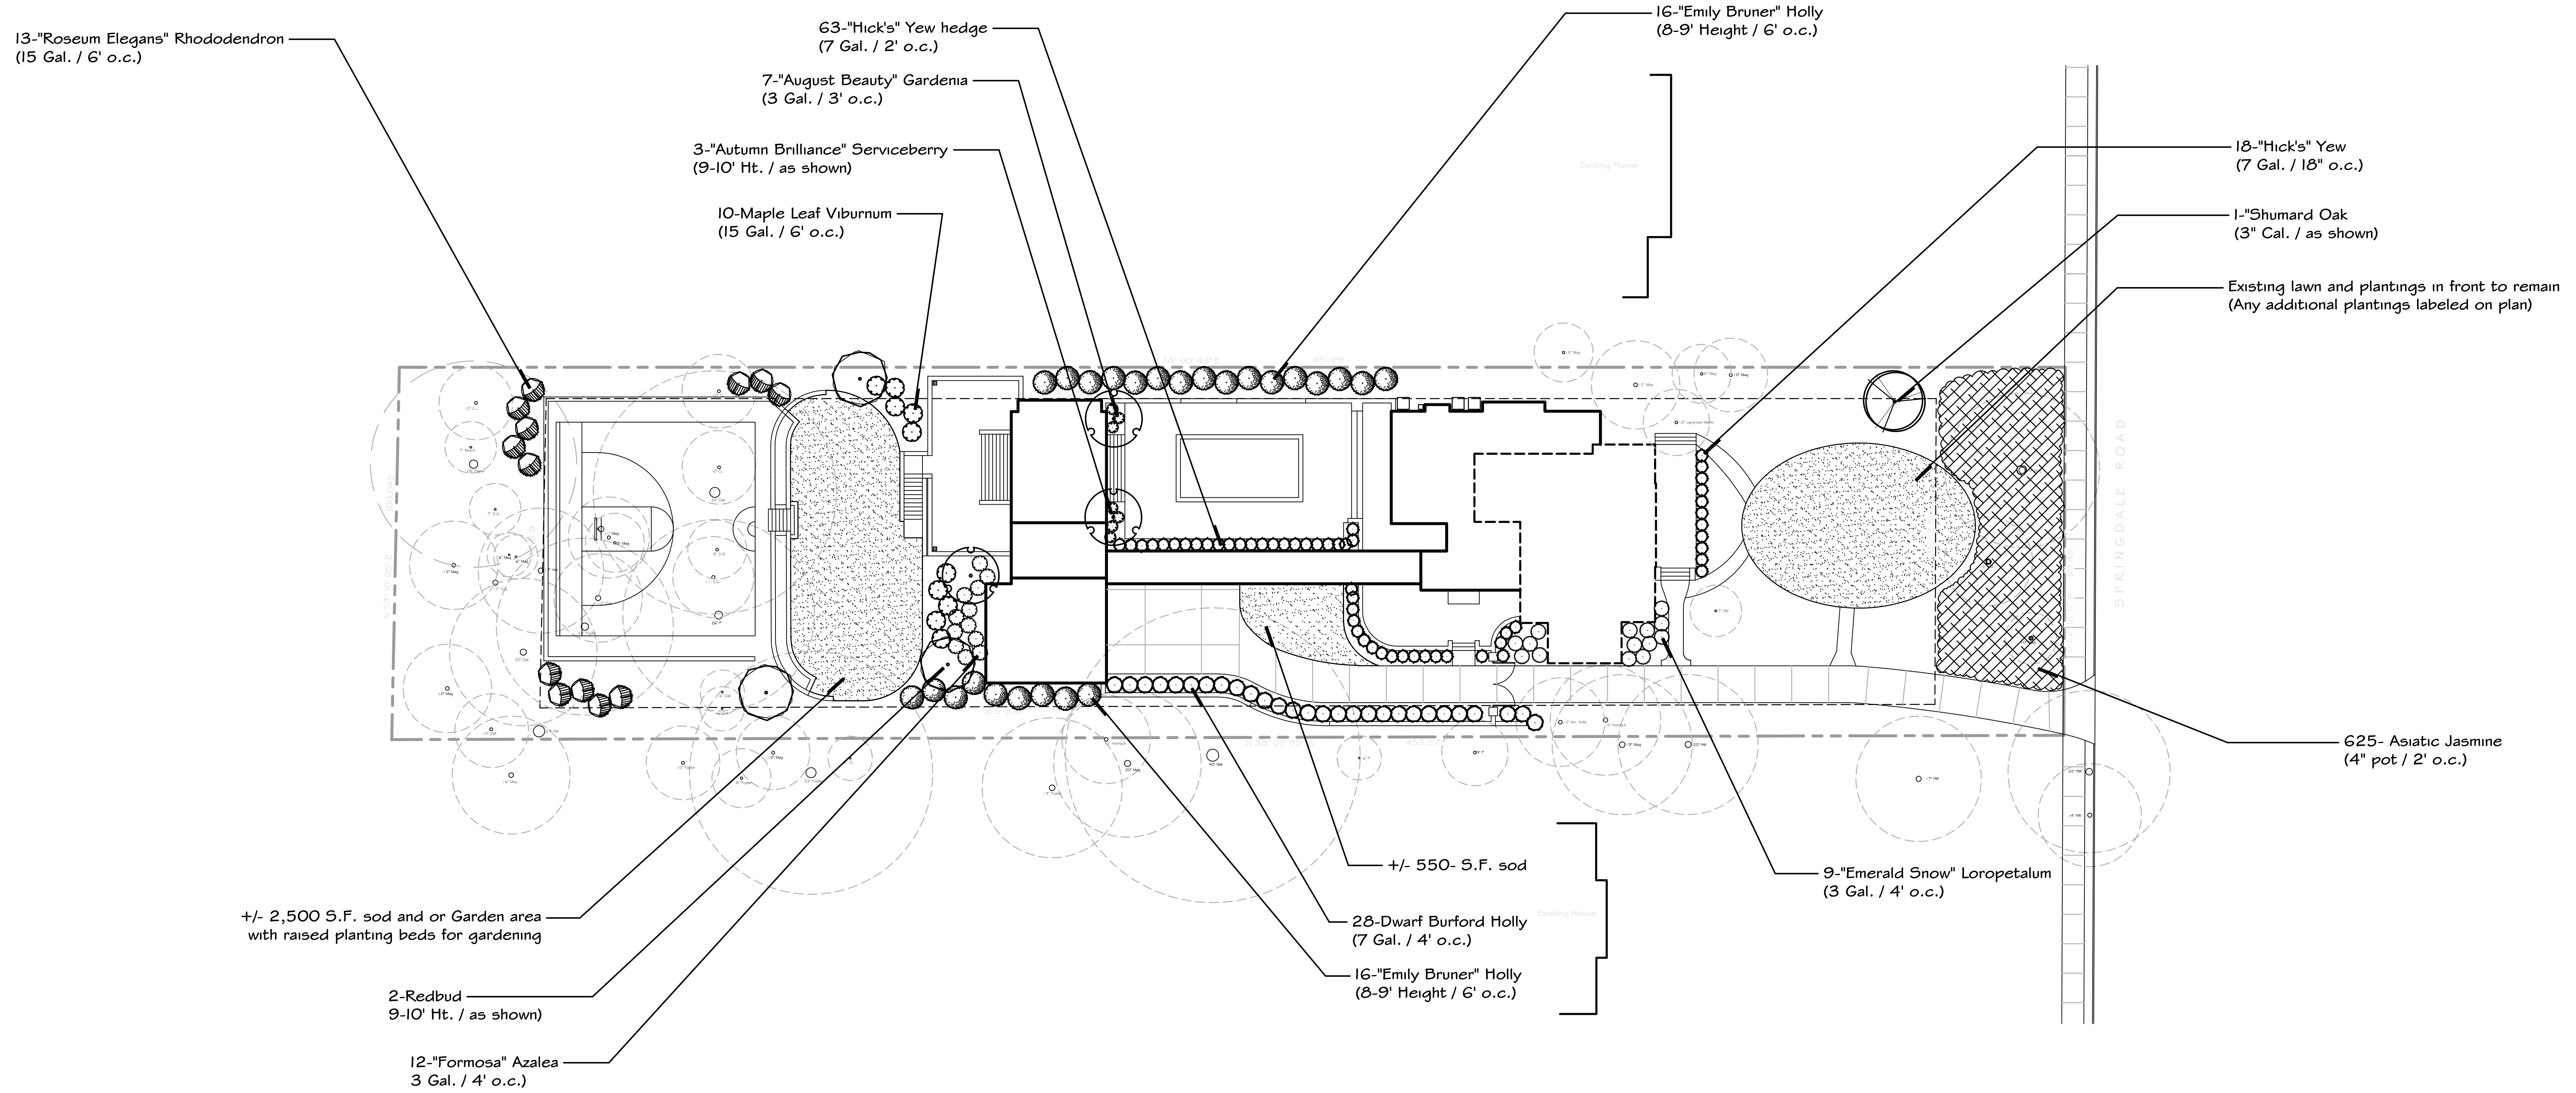 13-"Roseum Elegans" Rhododendron
(15 Gal. / 6' o.c.)
63-"Hick's" Yew hedge
(7 Gal. / 2' o.c.)
7-"August Beauty" Gardenia
(3 Gal. / 3' o.c.)
3-"Autumn Brilliance" Serviceberry
(9-10' Ht. / as shown)
10-Maple Leaf Viburnum
(15 Gal. / 6' o.c.)
16-"Emily Bruner" Holly
(8-9' Height / 6' o.c.)
Existing House
18-"Hick's" Yew
(7 Gal. / 18" o.c.)
1-"Shumard Oak
(3" Cal. / as shown)
Existing lawn and plantings in front to remain
(Any additional plantings labeled on plan)
451.99'
SPRINGDALE ROAD
625- Asiatic Jasmine
(4" pot / 2' o.c.)
+/- 550- S.F. sod
9-"Emerald Snow" Loropetalum
(3 Gal. / 4' o.c.)
Existing House
28-Dwarf Burford Holly
(7 Gal. / 4' o.c.)
16-"Emily Bruner" Holly
(8-9' Height / 6' o.c.)
+/- 2,500 S.F. sod and or Garden area
with raised planting beds for gardening
2-Redbud
9-10' Ht. / as shown)
12-"Formosa" Azalea
3 Gal. / 4' o.c.)